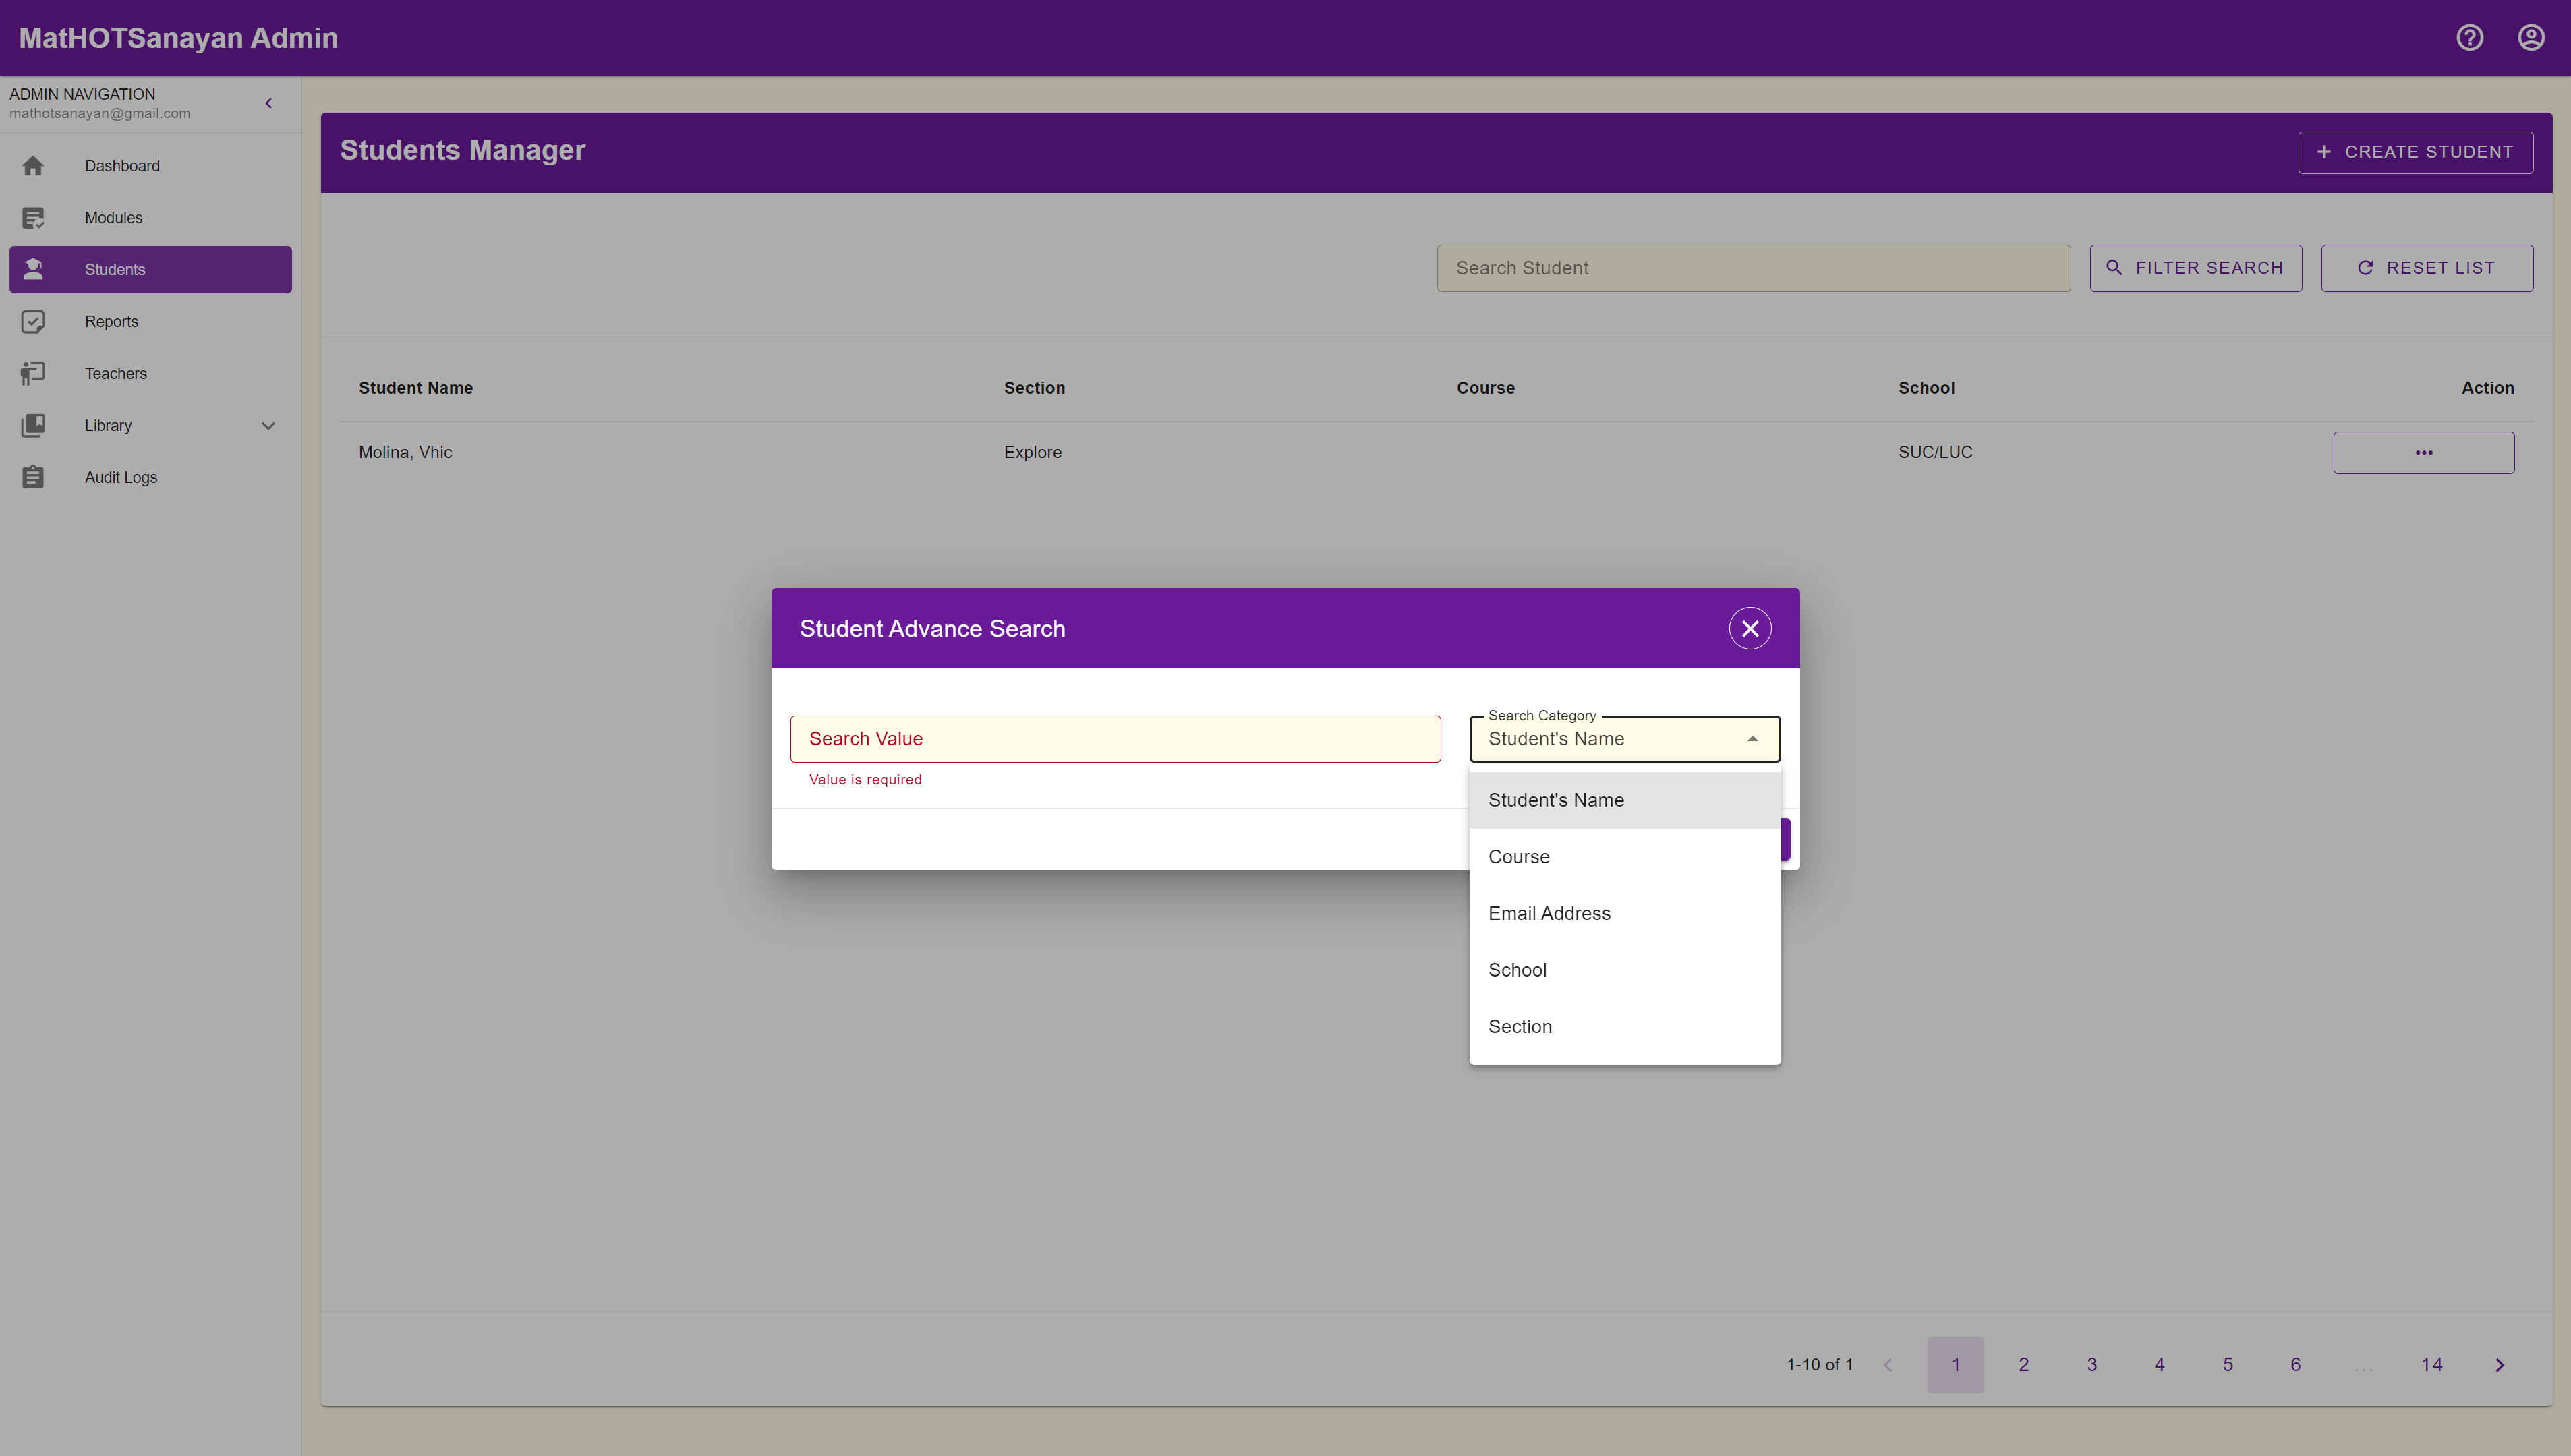 MatHOTSanayan Admin
ADMIN NAVIGATION
mathotsanayan@gmail.com
Dashboard
Modules
Students
Reports
Teachers
Library
Audit Logs
Students Manager
CREATE STUDENT
Search Student
FILTER SEARCH
RESET LIST
Student Name Section Course School Action
Molina, Vhic Explore SUC/LUC
Student Advance Search
Search Value
Value is required
Search Category
Student's Name
Student's Name
Course
Email Address
School
Section
1-10 of 1 1 2 3 4 5 6 ... 14